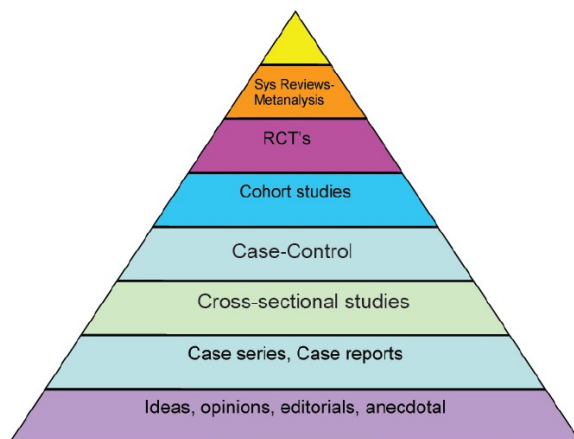 Sys Reviews-
Metanalysis
RCT's
Cohort studies
Case-Control
Cross-sectional studies
Case series, Case reports
Ideas, opinions, editorials, anecdotal